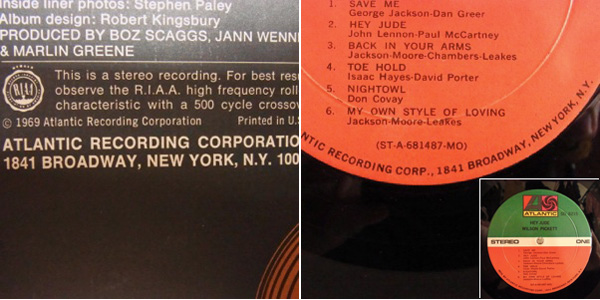 Inside liner photos: Stephen Paley
Album design: Robert Kingsbury
PRODUCED BY BOZ SCAGGS, JANN WENNE
& MARLIN GREENE
RIAA
This is a stereo recording. For best res
observe the R.I.A.A. high frequency roll
characteristic with a 500 cycle crossov
© 1969 Atlantic Recording Corporation Printed in U.S
ATLANTIC RECORDING CORPORATION
1841 BROADWAY, NEW YORK, N.Y. 100
1. SAVE ME
George Jackson-Dan Greer
2. HEY JUDE
John Lennon-Paul McCartney
3. BACK IN YOUR ARMS
Jackson-Moore-Chambers-Leakes
4. TOE HOLD
Isaac Hayes-David Porter
5. NIGHTOWL
Don Covay
6. MY OWN STYLE OF LOVING
Jackson-Moore-Leakes
(ST-A-681487-MO)
ANTIC RECORDING CORP., 1841 BROADWAY, NEW YORK, N.Y.
ATLANTIC
HEY JUDE
WILSON PICKETT
STEREO ONE